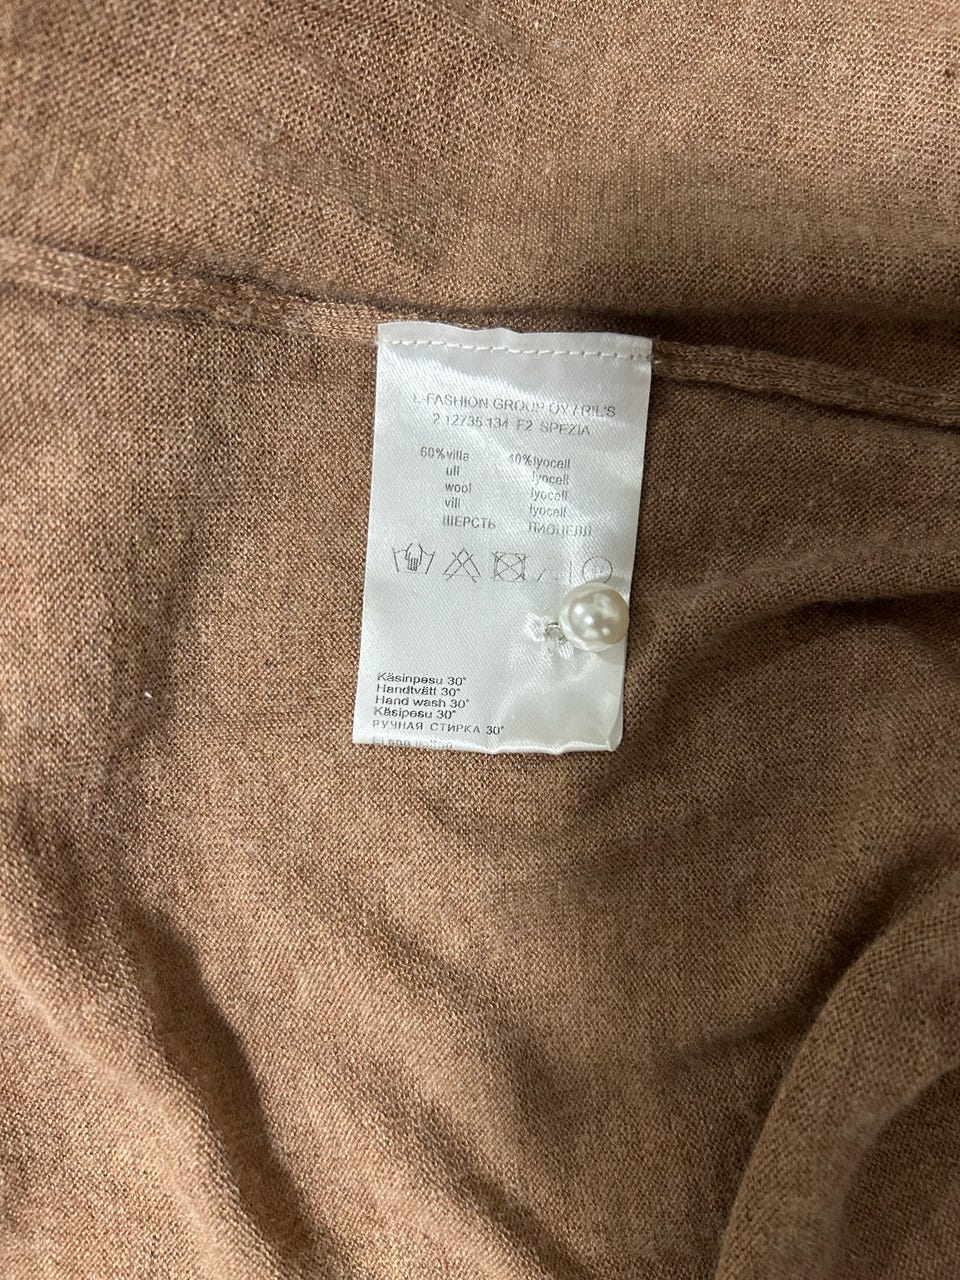 L-FASHION GROUP OY / RIL'S
2 12735 134 F2 SPEZIA
60%villa 40%lyocell
ull lyocell
wool lyocell
vill lyocell
ШЕРСТЬ ЛИОЦЕЛЛ
Käsinpesu 30°
Handtvätt 30°
Hand wash 30°
Käsipesu 30°
РУЧНАЯ СТИРКА 30°